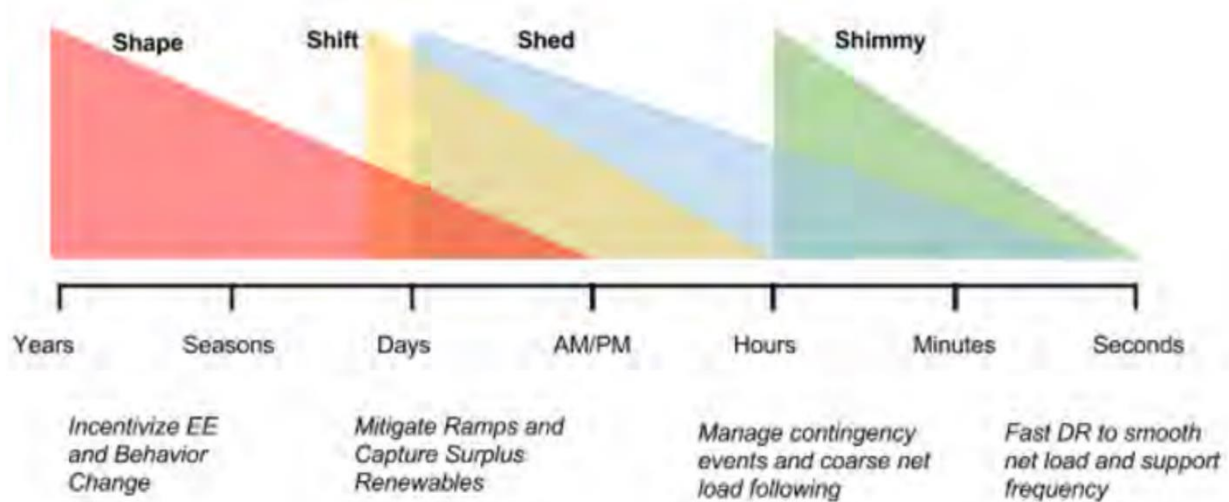 Shape Shift Shed Shimmy
Years Seasons Days AM/PM Hours Minutes Seconds
Incentivize EE
and Behavior
Change
Mitigate Ramps and
Capture Surplus
Renewables
Manage contingency
events and coarse net
load following
Fast DR to smooth
net load and support
frequency